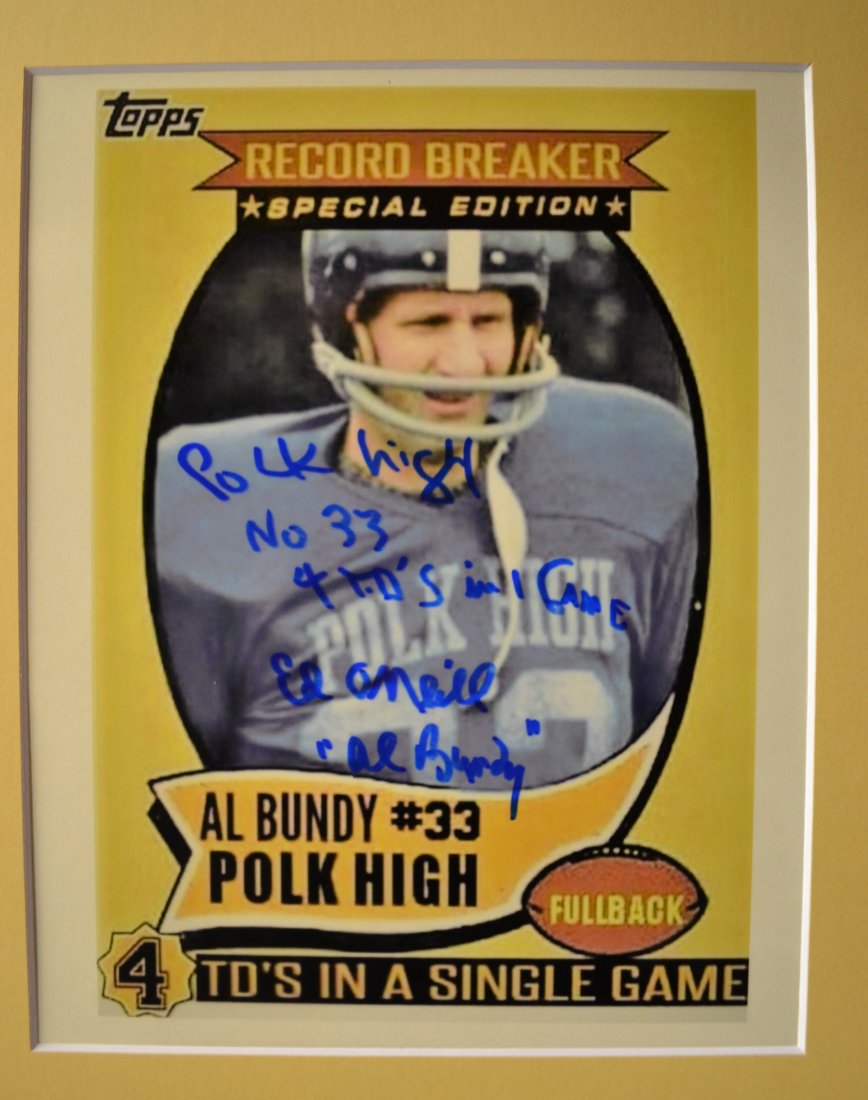 Topps
RECORD BREAKER
★SPECIAL EDITION★
Polk high
No 33
4 T.D'S in 1 GAME
POLK HIGH
33
Ed O'Neill
"Al Bundy"
AL BUNDY #33
POLK HIGH
FULLBACK
4 TD'S IN A SINGLE GAME